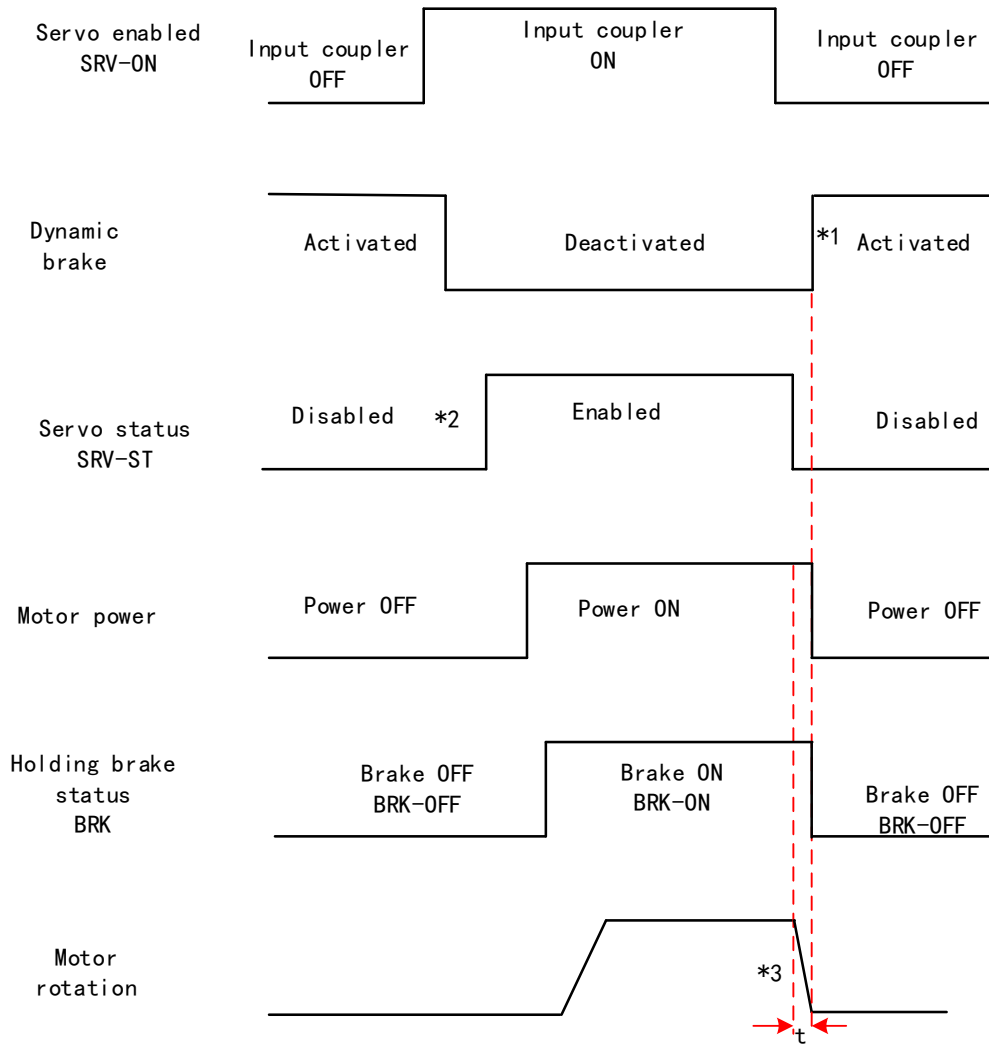 Servo enabled
SRV-ON
Input coupler
OFF
Input coupler
ON
Input coupler
OFF
Dynamic
brake
Activated
Deactivated
*1
Activated
Servo status
SRV-ST
Disabled
*2
Enabled
Disabled
Motor power
Power OFF
Power ON
Power OFF
Holding brake
status
BRK
Brake OFF
BRK-OFF
Brake ON
BRK-ON
Brake OFF
BRK-OFF
Motor
rotation
*3
t